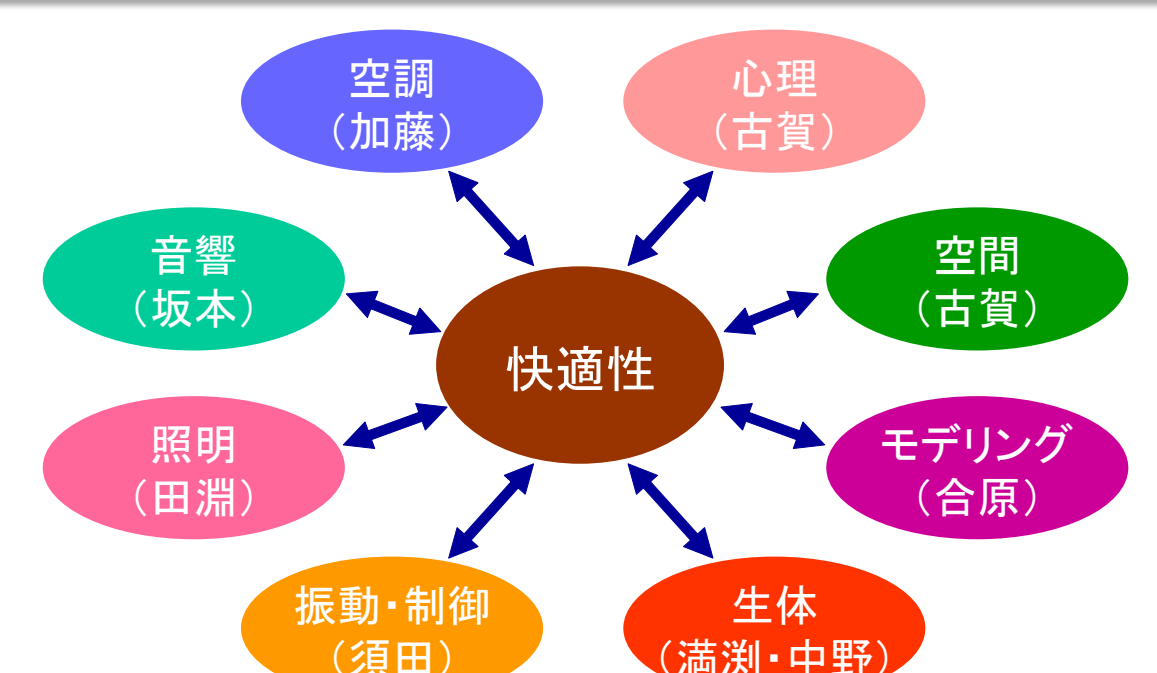 空調
（加藤）
心理
（古賀）
音響
（坂本）
空間
（古賀）
快適性
照明
（田淵）
モデリング
（合原）
振動・制御
（須田）
生体
（満渕・中野）